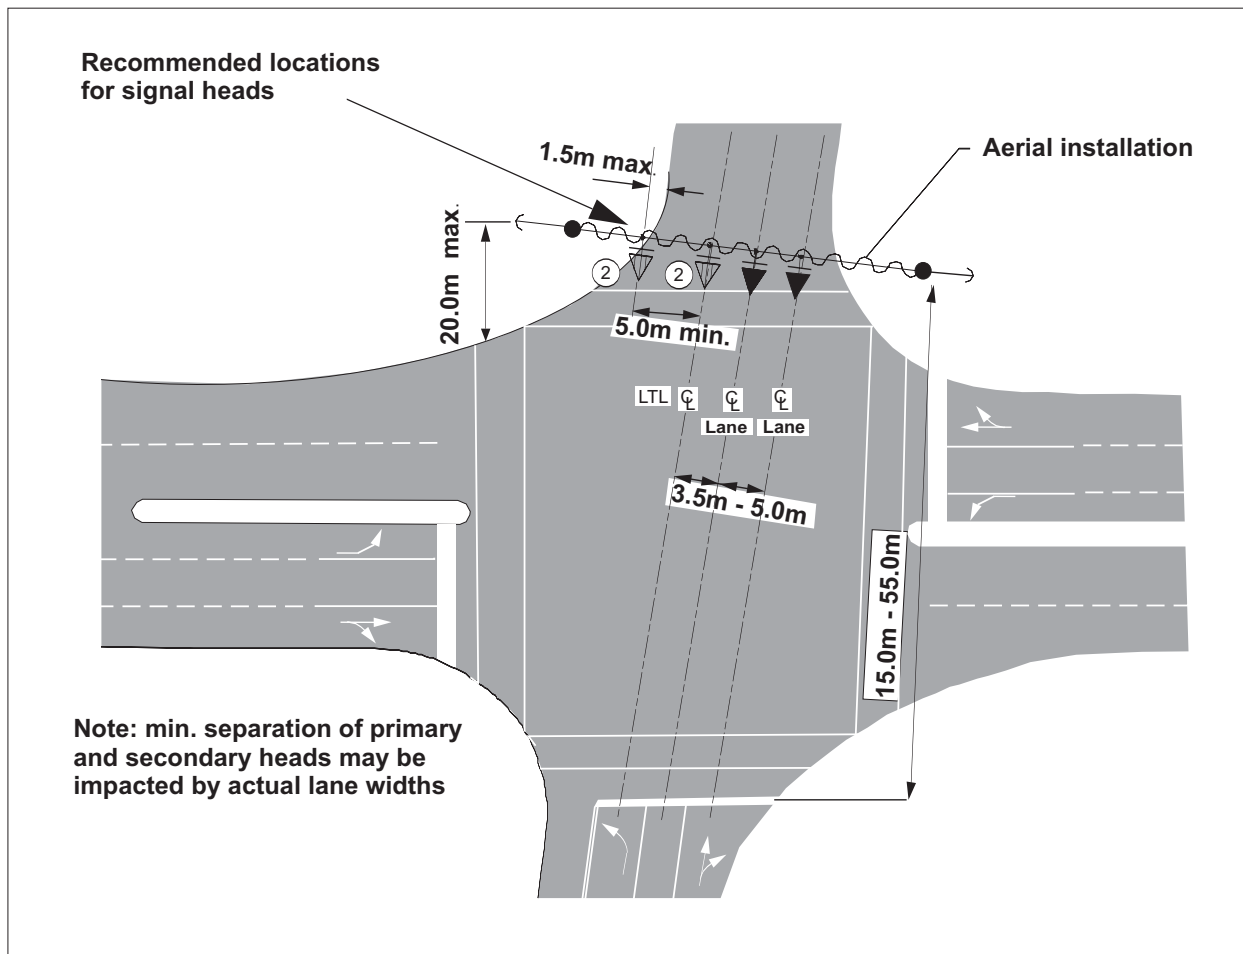 Recommended locations
for signal heads
1.5m max.
Aerial installation
20.0m max.
2
2
5.0m min.
LTL ℄ ℄ ℄
Lane Lane
3.5m - 5.0m
15.0m - 55.0m
Note: min. separation of primary
and secondary heads may be
impacted by actual lane widths